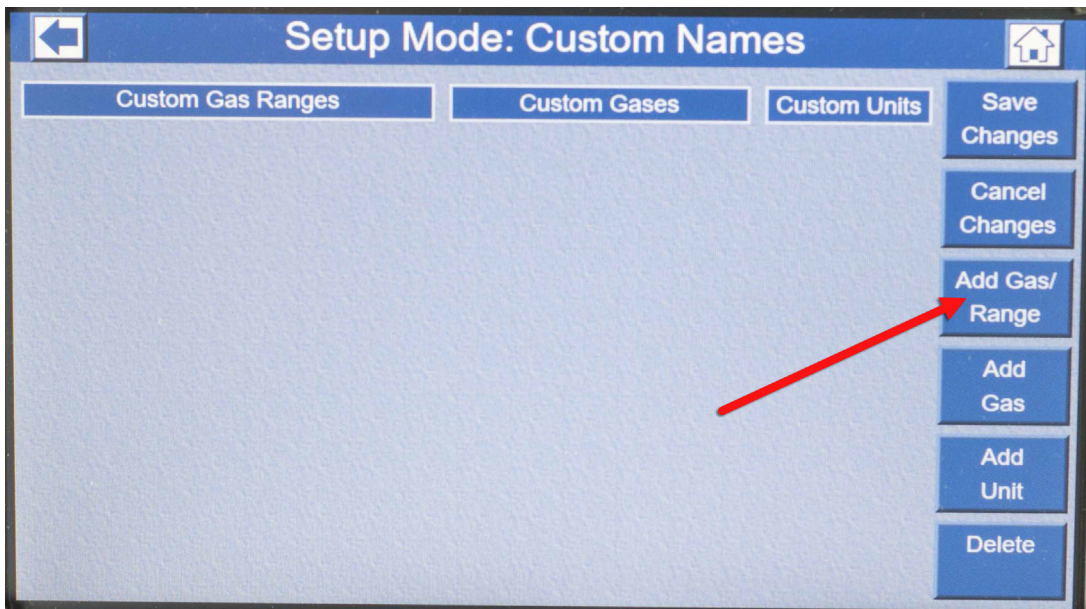 Setup Mode: Custom Names
Custom Gas Ranges
Custom Gases
Custom Units
Save
Changes
Cancel
Changes
Add Gas/
Range
Add
Gas
Add
Unit
Delete